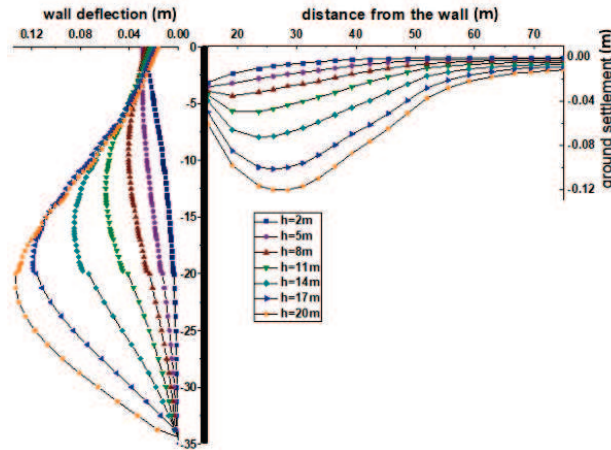 wall deflection (m)
distance from the wall (m)
0.12 0.08 0.04 0.00
20 30 40 50 60 70
0
-5
-10
-15
-20
-25
-30
-35
0.00
-0.04
-0.08
-0.12
ground settlement (m)
h=2m
h=5m
h=8m
h=11m
h=14m
h=17m
h=20m